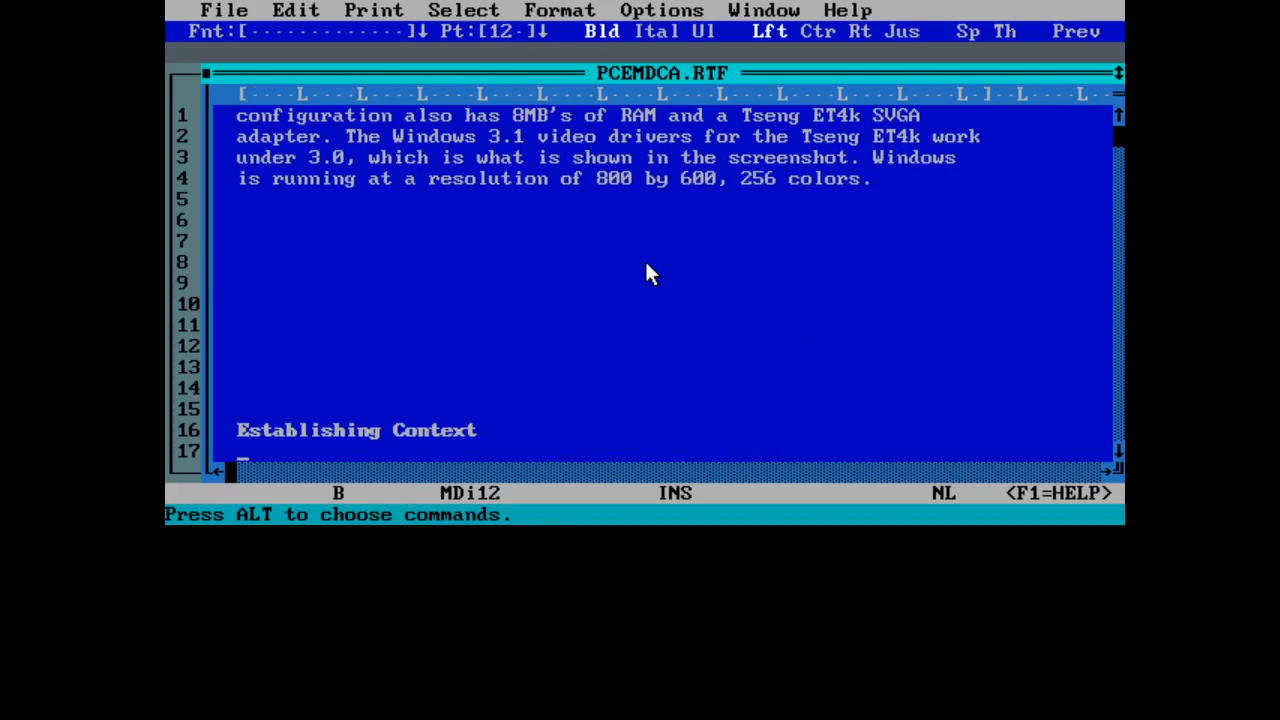 File Edit Print Select Format Options Window Help
Fnt:[·············]↓ Pt:[12·]↓ Bld Ital Ul Lft Ctr Rt Jus Sp Th Prev
PCEMDCA.RTF
[····L····L····L····L····L····L····L····L····L····L····L····L·]··L····L··
1 configuration also has 8MB's of RAM and a Tseng ET4k SVGA
2 adapter. The Windows 3.1 video drivers for the Tseng ET4k work
3 under 3.0, which is what is shown in the screenshot. Windows
4 is running at a resolution of 800 by 600, 256 colors.
5
6
7
8
9
10
11
12
13
14
15
16 Establishing Context
17
B MDi12 INS NL <F1=HELP>
Press ALT to choose commands.